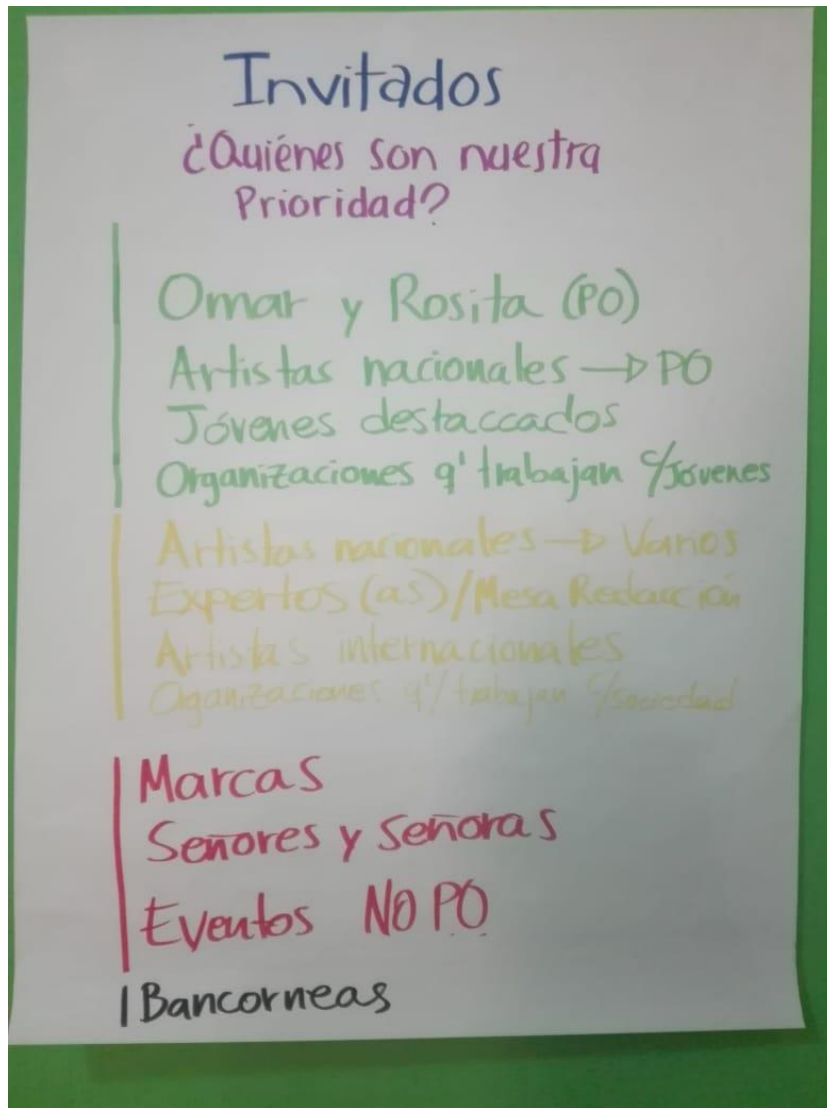 Invitados
¿Quiénes son nuestra
Prioridad?
Omar y Rosita (PO)
Artistas nacionales → PO
Jóvenes destaccados
Organizaciones q' trabajan c/Jóvenes
Artistas nacionales → Varios
Expertos (as)/Mesa Redacción
Artistas internacionales
Organizaciones q'/trabajan c/sociedad
Marcas
Señores y Señoras
Eventos NO PO
Bancorneas